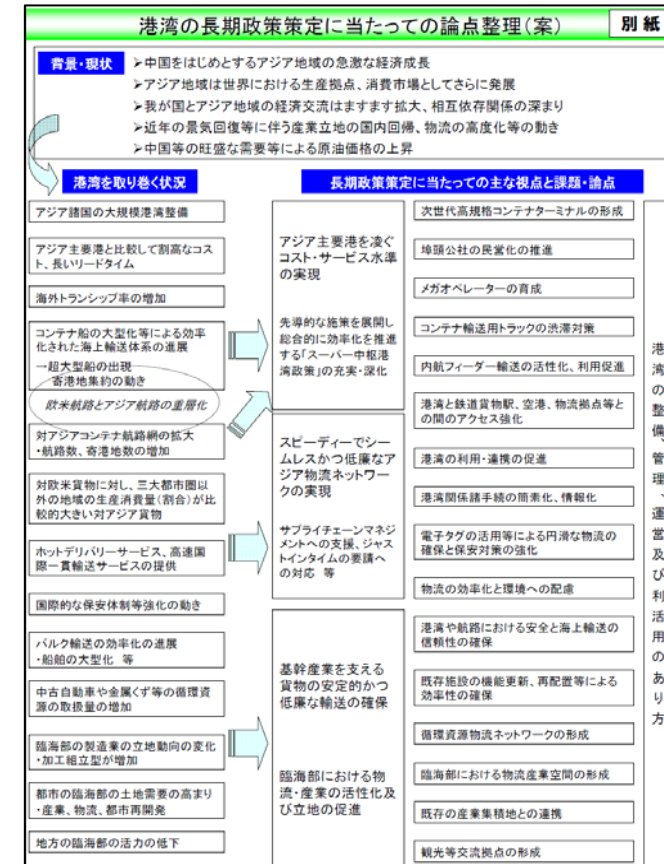 港湾の長期政策策定に当たっての論点整理(案)
別 紙
背景・現状
➢中国をはじめとするアジア地域の急激な経済成長
➢アジア地域は世界における生産拠点、消費市場としてさらに発展
➢我が国とアジア地域の経済交流はますます拡大、相互依存関係の深まり
➢近年の景気回復等に伴う産業立地の国内回帰、物流の高度化等の動き
➢中国等の旺盛な需要等による原油価格の上昇
港湾を取り巻く状況
アジア諸国の大規模港湾整備
アジア主要港と比較して割高なコス
ト、長いリードタイム
海外トランシップ率の増加
コンテナ船の大型化等による効率
化された海上輸送体系の進展
→超大型船の出現
寄港地集約の動き
欧米航路とアジア航路の重層化
対アジアコンテナ航路網の拡大
・航路数、寄港地数の増加
対欧米貨物に対し、三大都市圏以
外の地域の生産消費量(割合)が比
較的大きい対アジア貨物
ホットデリバリーサービス、高速国
際一貫輸送サービスの提供
国際的な保安体制等強化の動き
バルク輸送の効率化の進展
・船舶の大型化 等
中古自動車や金属くず等の循環資
源の取扱量の増加
臨海部の製造業の立地動向の変化
・加工組立型が増加
都市の臨海部の土地需要の高まり
・産業、物流、都市再開発
地方の臨海部の活力の低下
長期政策策定に当たっての主な視点と課題・論点
アジア主要港を凌ぐ
コスト・サービス水準
の実現
先導的な施策を展開し
総合的に効率化を推進
する「スーパー中枢港
湾政策」の充実・深化
スピーディーでシー
ムレスかつ低廉なア
ジア物流ネットワー
クの実現
サプライチェーンマネジ
メントへの支援、ジャス
トインタイムの要請へ
の対応 等
基幹産業を支える
貨物の安定的かつ
低廉な輸送の確保
臨海部における物
流・産業の活性化及
び立地の促進
次世代高規格コンテナターミナルの形成
埠頭公社の民営化の推進
メガオペレーターの育成
コンテナ輸送用トラックの渋滞対策
内航フィーダー輸送の活性化、利用促進
港湾と鉄道貨物駅、空港、物流拠点等と
の間のアクセス強化
港湾の利用・連携の促進
港湾関係諸手続の簡素化、情報化
電子タグの活用等による円滑な物流の
確保と保安対策の強化
物流の効率化と環境への配慮
港湾や航路における安全と海上輸送の
信頼性の確保
既存施設の機能更新、再配置等による
効率性の確保
循環資源物流ネットワークの形成
臨海部における物流産業空間の形成
既存の産業集積地との連携
観光等交流拠点の形成
港湾の整備、管理、運営及び利活用のあり方